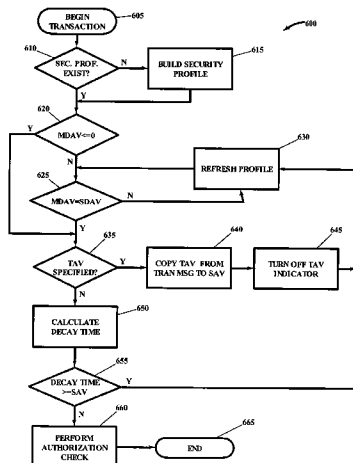 BEGIN
TRANSACTION
605
600
610
SEC. PROF.
EXIST?
N
BUILD SECURITY
PROFILE
615
Y
620
Y
MDAV<=0
N
630
REFRESH PROFILE
625
MDAV=SDAV
N
Y
635
TAV
SPECIFIED?
Y
640
COPY TAV FROM
TRAN MSG TO SAV
645
TURN OFF TAV
INDICATOR
N
650
CALCULATE
DECAY TIME
655
DECAY TIME
>=SAV
Y
N
660
PERFORM
AUTHORIZATION
CHECK
665
END